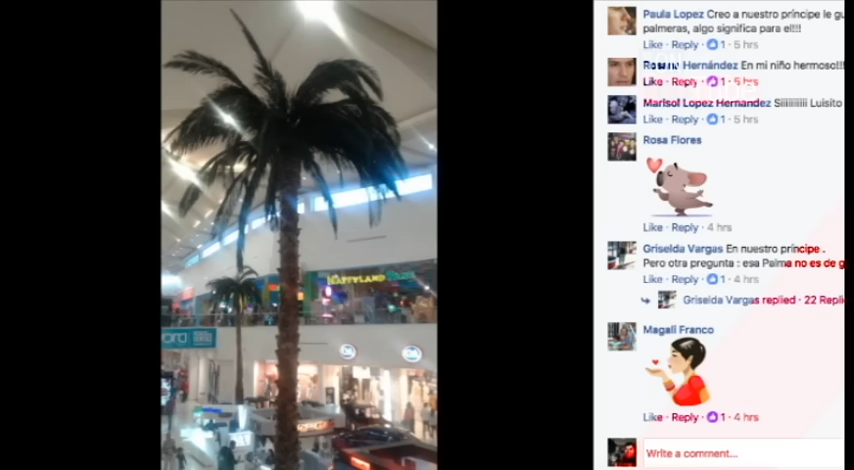 HAPPYLAND
Paula Lopez Creo a nuestro príncipe le gu
palmeras, algo significa para el!!!
Like · Reply · 1 · 5 hrs
Hernández En mi niño hermoso!!!
Like · Reply · 1 · 5 hrs
Marisol Lopez Hernandez Siiiiiiiiii Luisito
Like · Reply · 1 · 5 hrs
Rosa Flores
Like · Reply · 4 hrs
Griselda Vargas En nuestro príncipe .
Pero otra pregunta : esa Palma no es de g
Like · Reply · 1 · 4 hrs
Griselda Vargas replied · 22 Repli
Magali Franco
Like · Reply · 1 · 4 hrs
Write a comment...